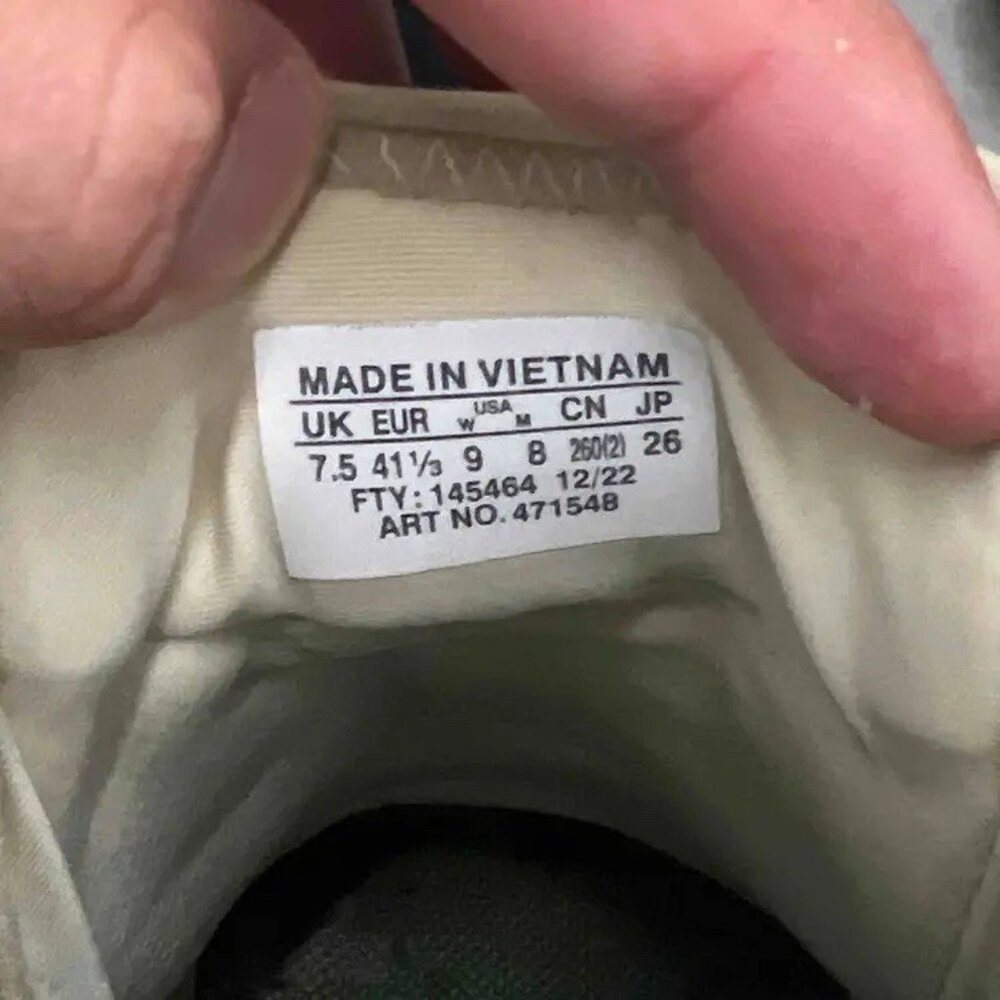 MADE IN VIETNAM
UK EUR W USA M CN JP
7.5 41⅓ 9 8 260(2) 26
FTY: 145464 12/22
ART NO. 471548